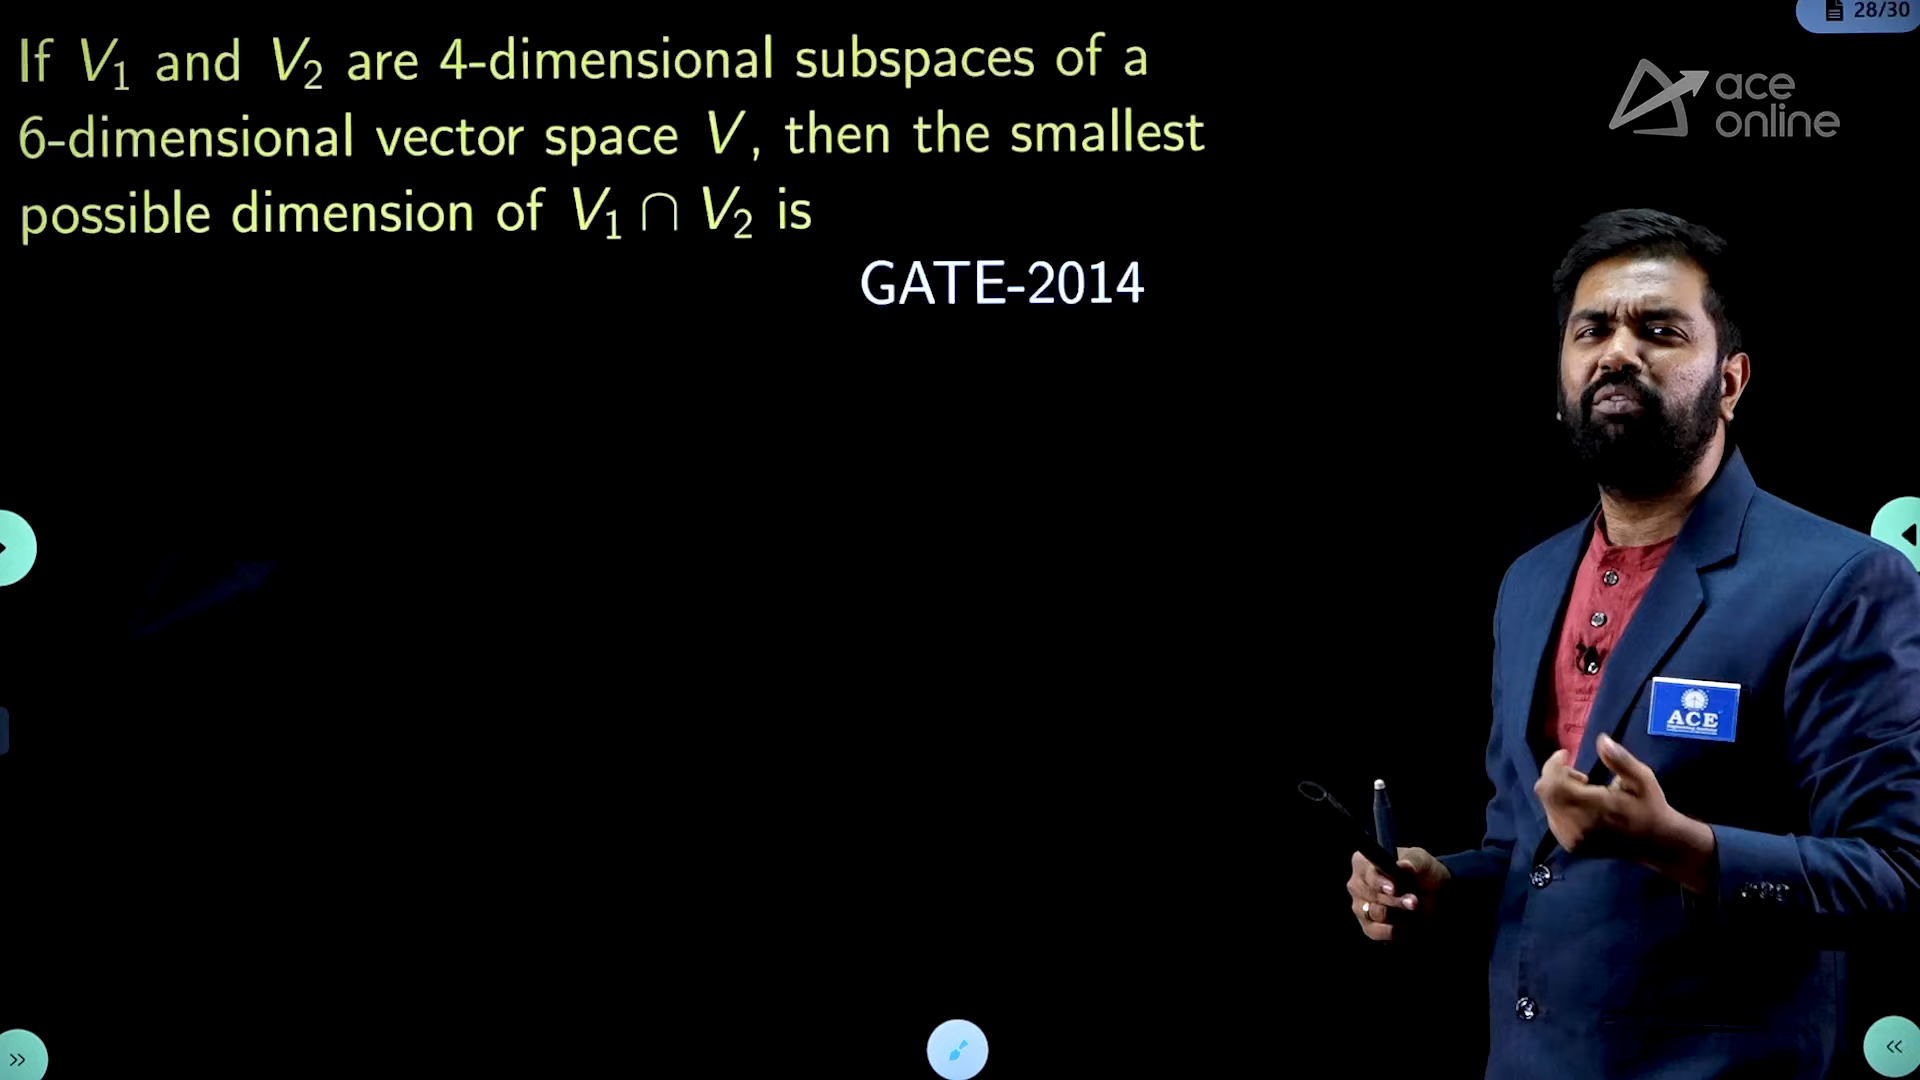 28/30
ace
online
If V₁ and V₂ are 4-dimensional subspaces of a
6-dimensional vector space V, then the smallest
possible dimension of V₁ ∩ V₂ is
GATE-2014
ACE